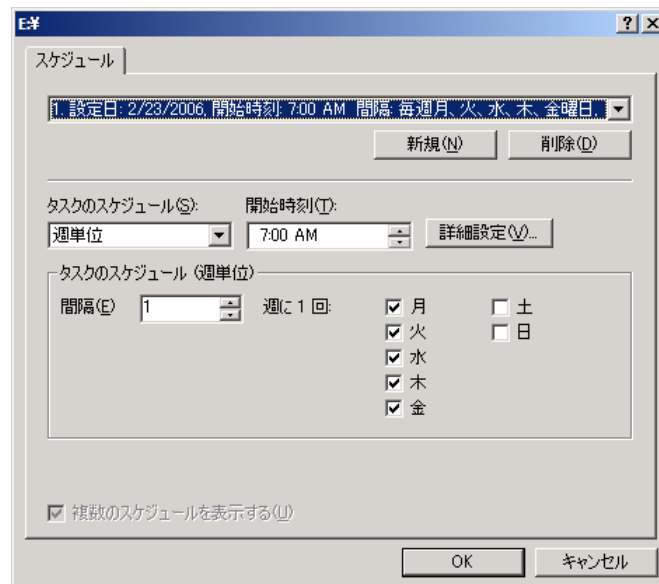 E:¥
スケジュール
1. 設定日: 2/23/2006, 開始時刻: 7:00 AM 間隔: 毎週月、火、水、木、金曜日,
新規(N) 削除(D)
タスクのスケジュール(S): 開始時刻(T):
週単位 7:00 AM 詳細設定(V)...
タスクのスケジュール (週単位)
間隔(E) 1 週に 1 回: 月 土
火 日
水
木
金
複数のスケジュールを表示する(U)
OK キャンセル